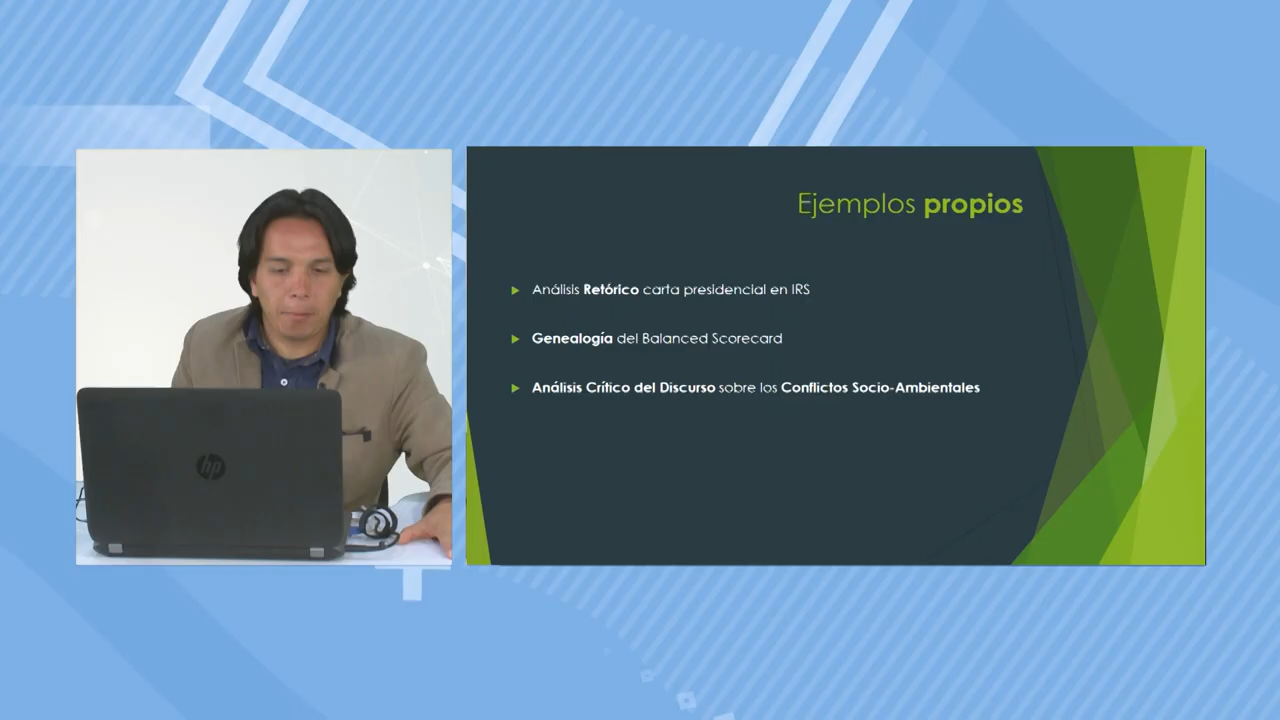 Ejemplos propios
Análisis Retórico carta presidencial en IRS
Genealogía del Balanced Scorecard
Análisis Crítico del Discurso sobre los Conflictos Socio-Ambientales
hp